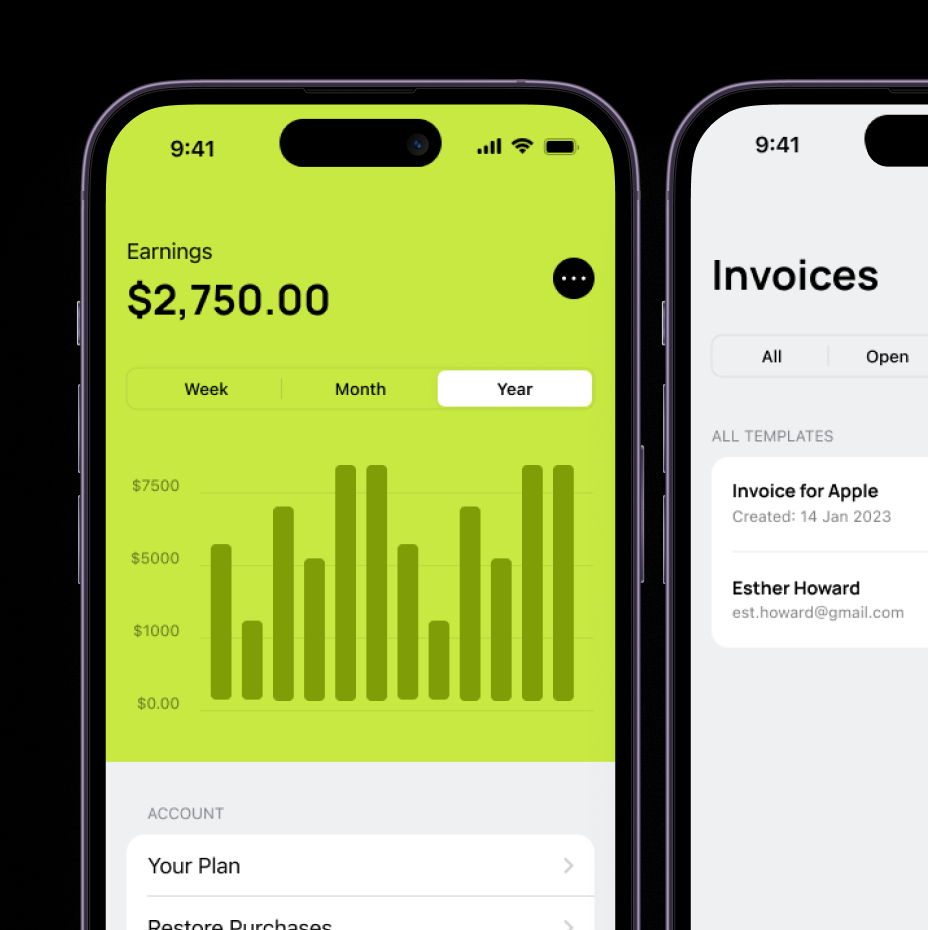 9:41
Earnings
$2,750.00
Week Month Year
$7500
$5000
$1000
$0.00
ACCOUNT
Your Plan
Restore Purchases
9:41
Invoices
All Open
ALL TEMPLATES
Invoice for Apple
Created: 14 Jan 2023
Esther Howard
est.howard@gmail.com